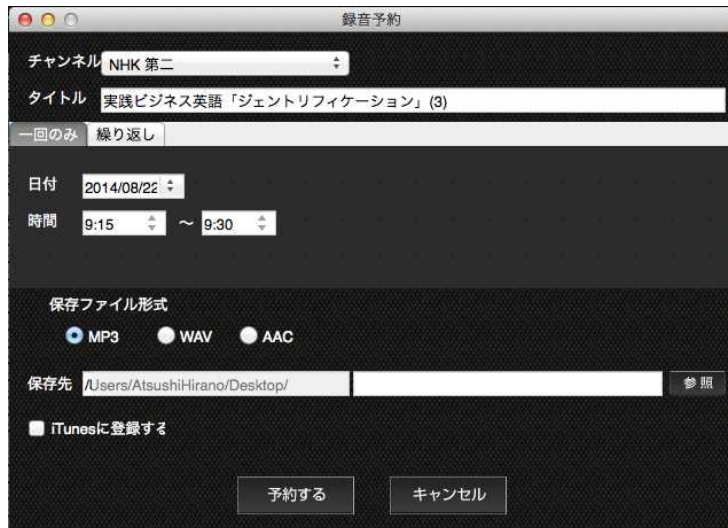 録音予約
チャンネル NHK 第二
タイトル 実践ビジネス英語「ジェントリフィケーション」(3)
一回のみ 繰り返し
日付 2014/08/22
時間 9:15 ～ 9:30
保存ファイル形式
MP3 WAV AAC
保存先 /Users/AtsushiHirano/Desktop/ 参照
iTunesに登録する
予約する キャンセル